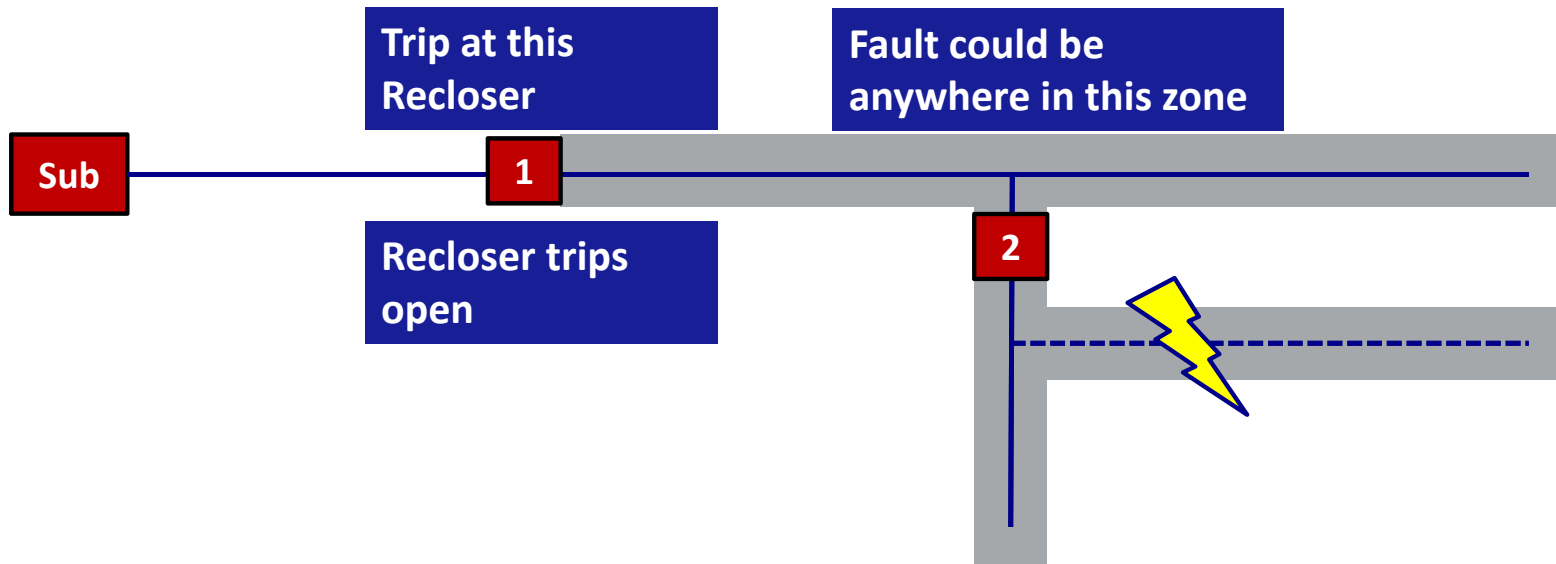 Trip at this
Recloser
Fault could be
anywhere in this zone
Sub
1
Recloser trips
open
2